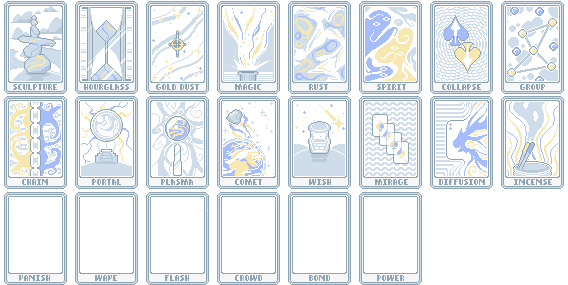 SCULPTURE
HOURGLASS
GOLD DUST
MAGIC
RUST
SPIRIT
COLLAPSE
GROUP
CHAIN
PORTAL
PLASMA
COMET
WISH
MIRAGE
DIFFUSION
INCENSE
VANISH
WAVE
FLASH
CROWD
BOND
POWER